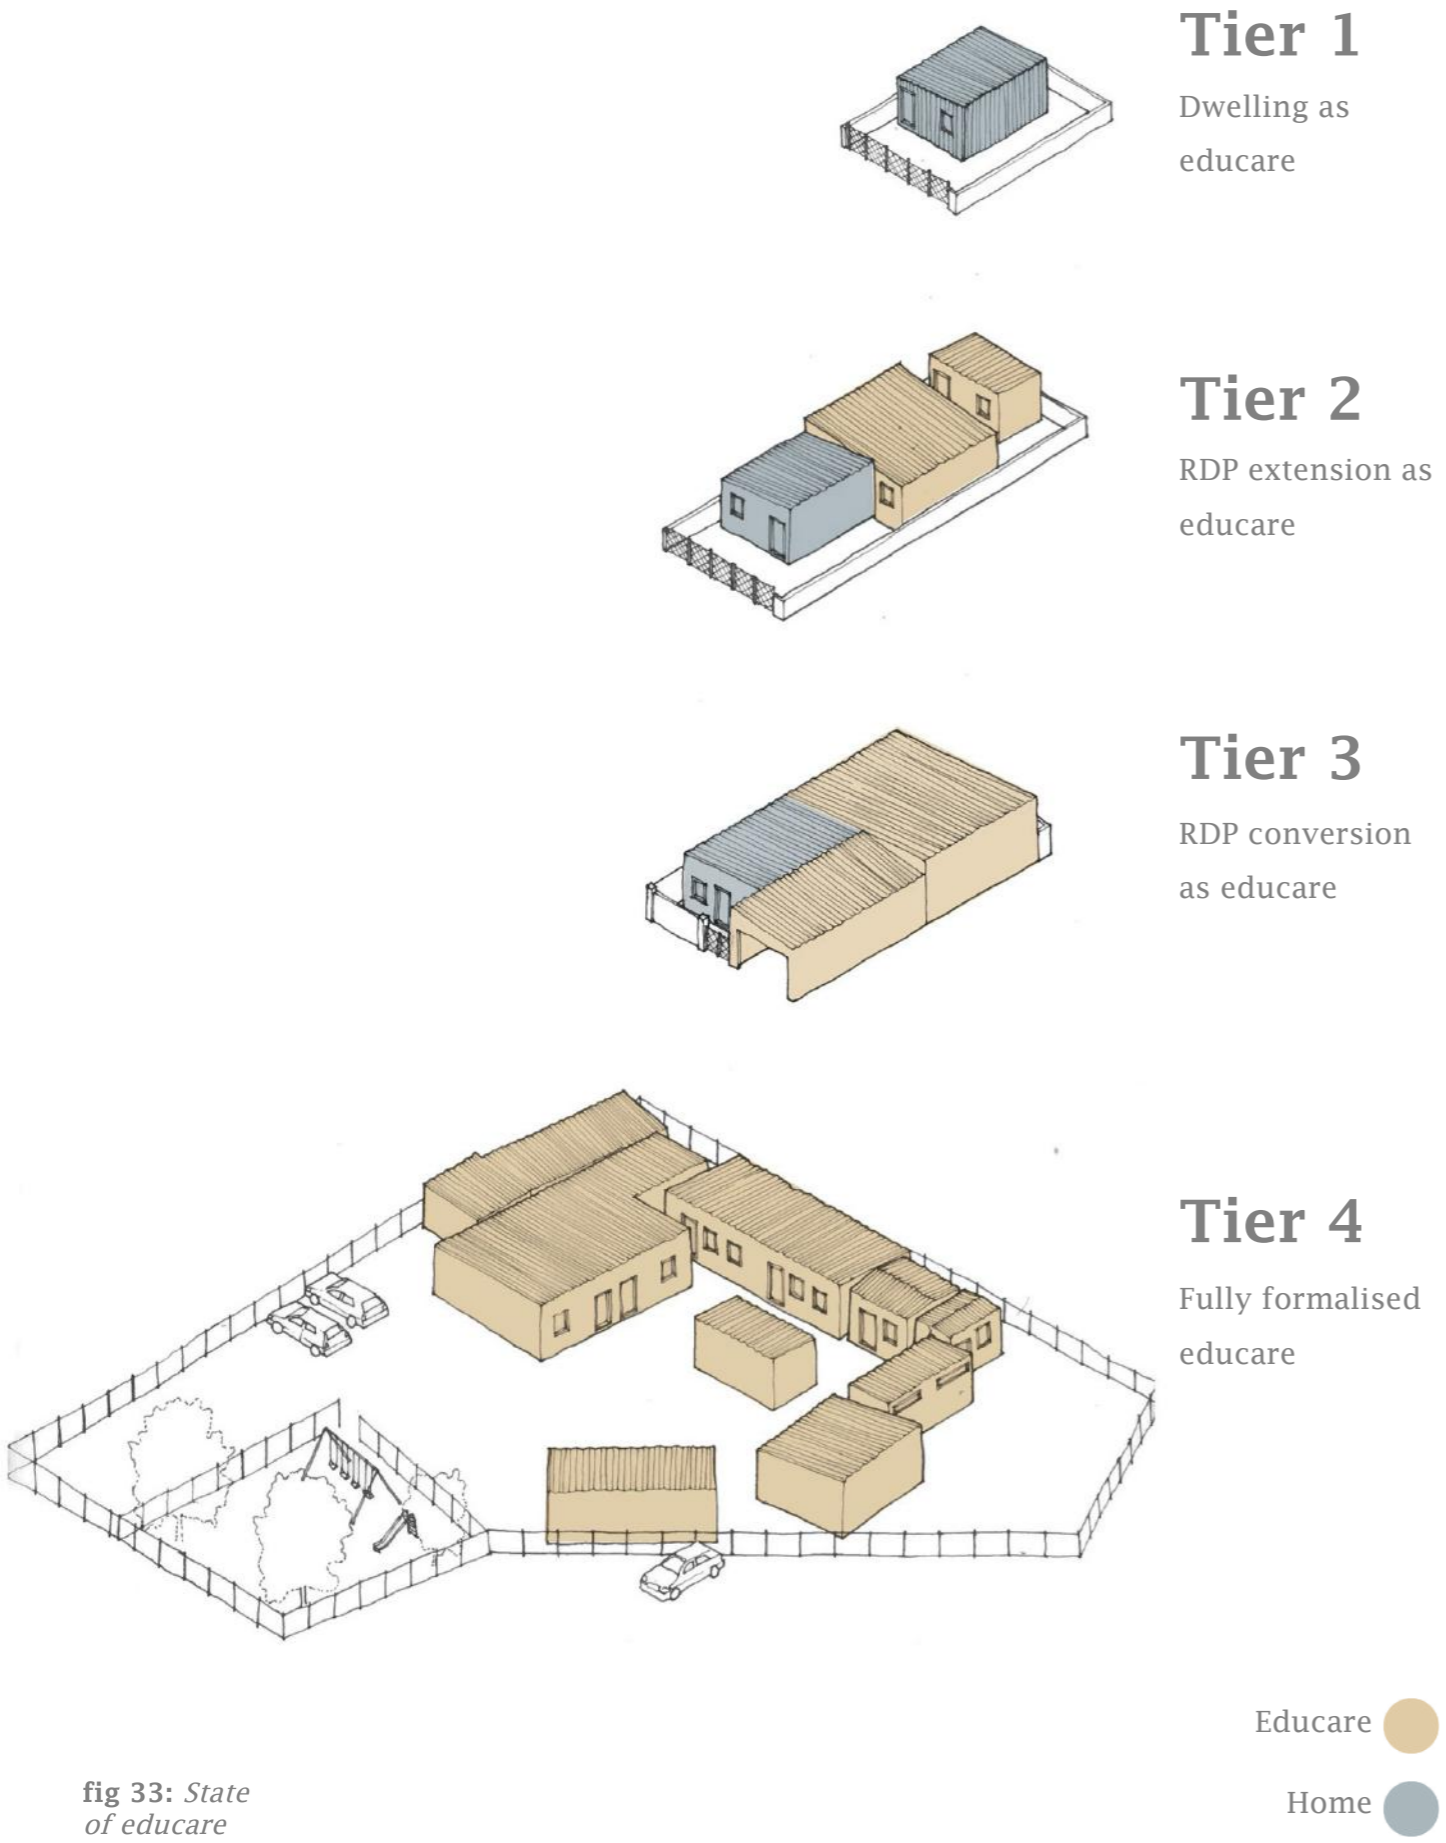 Tier 1
Dwelling as
educare
Tier 2
RDP extension as
educare
Tier 3
RDP conversion
as educare
Tier 4
Fully formalised
educare
Educare
Home
fig 33: State
of educare